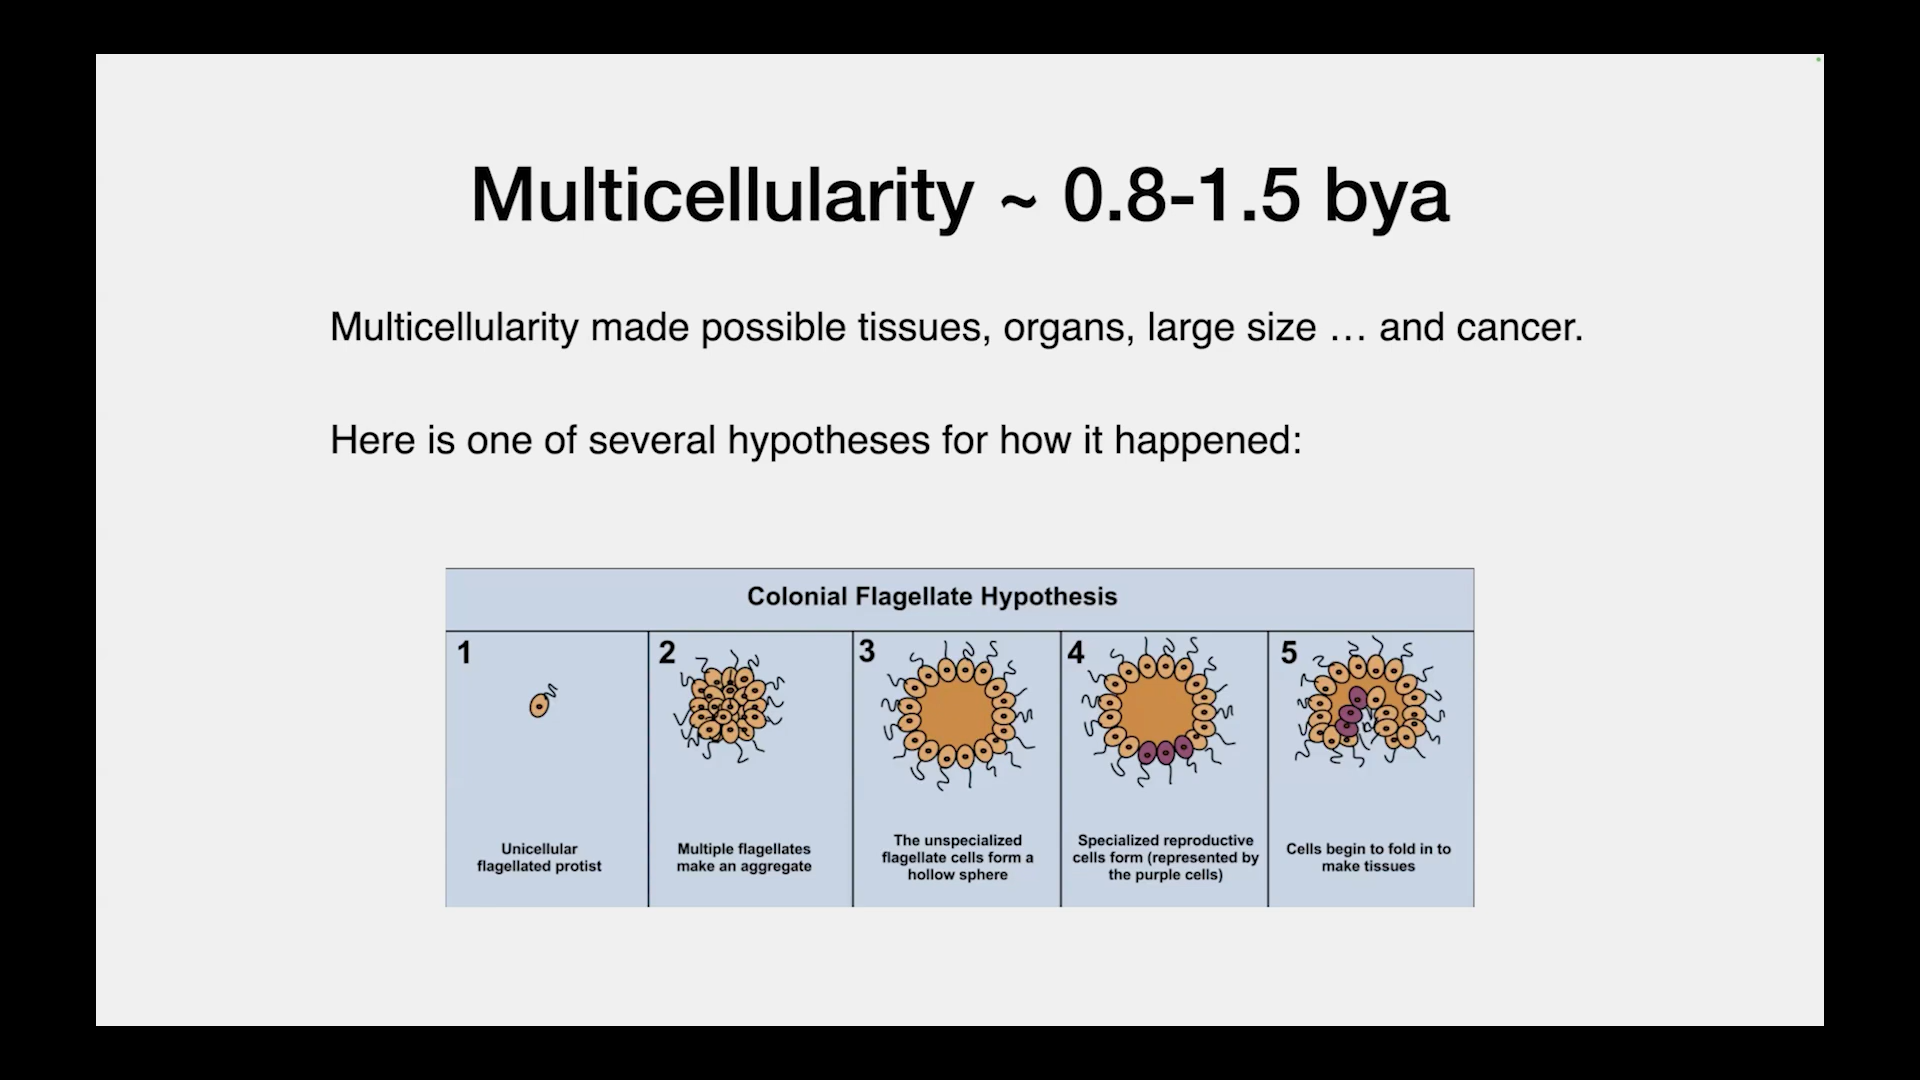 Multicellularity ~ 0.8-1.5 bya
Multicellularity made possible tissues, organs, large size … and cancer.
Here is one of several hypotheses for how it happened:
Colonial Flagellate Hypothesis
1
Unicellular
flagellated protist
2
Multiple flagellates
make an aggregate
3
The unspecialized
flagellate cells form a
hollow sphere
4
Specialized reproductive
cells form (represented by
the purple cells)
5
Cells begin to fold in to
make tissues